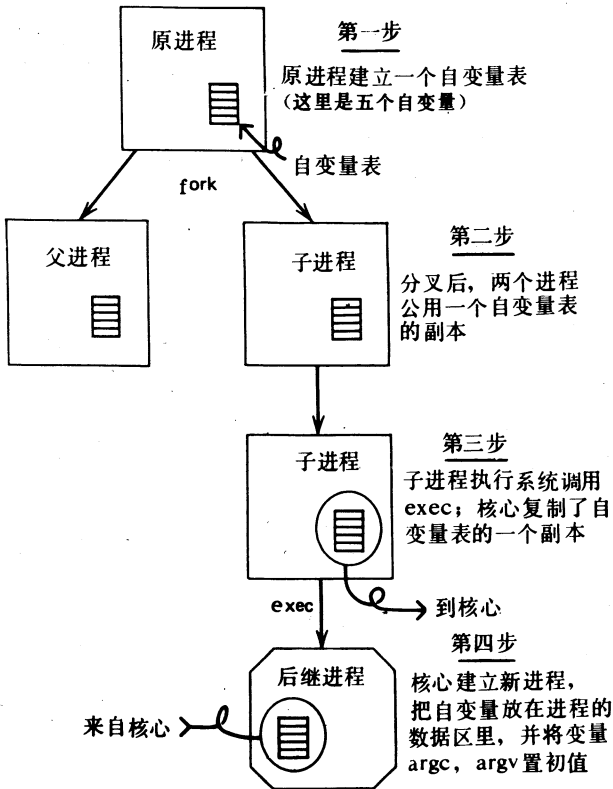 原进程
第一步
原进程建立一个自变量表
（这里是五个自变量）
自变量表
fork
父进程
子进程
第二步
分叉后，两个进程
公用一个自变量表
的副本
子进程
第三步
子进程执行系统调用
exec；核心复制了自
变量表的一个副本
exec
到核心
后继进程
来自核心
第四步
核心建立新进程，
把自变量放在进程的
数据区里，并将变量
argc，argv置初值